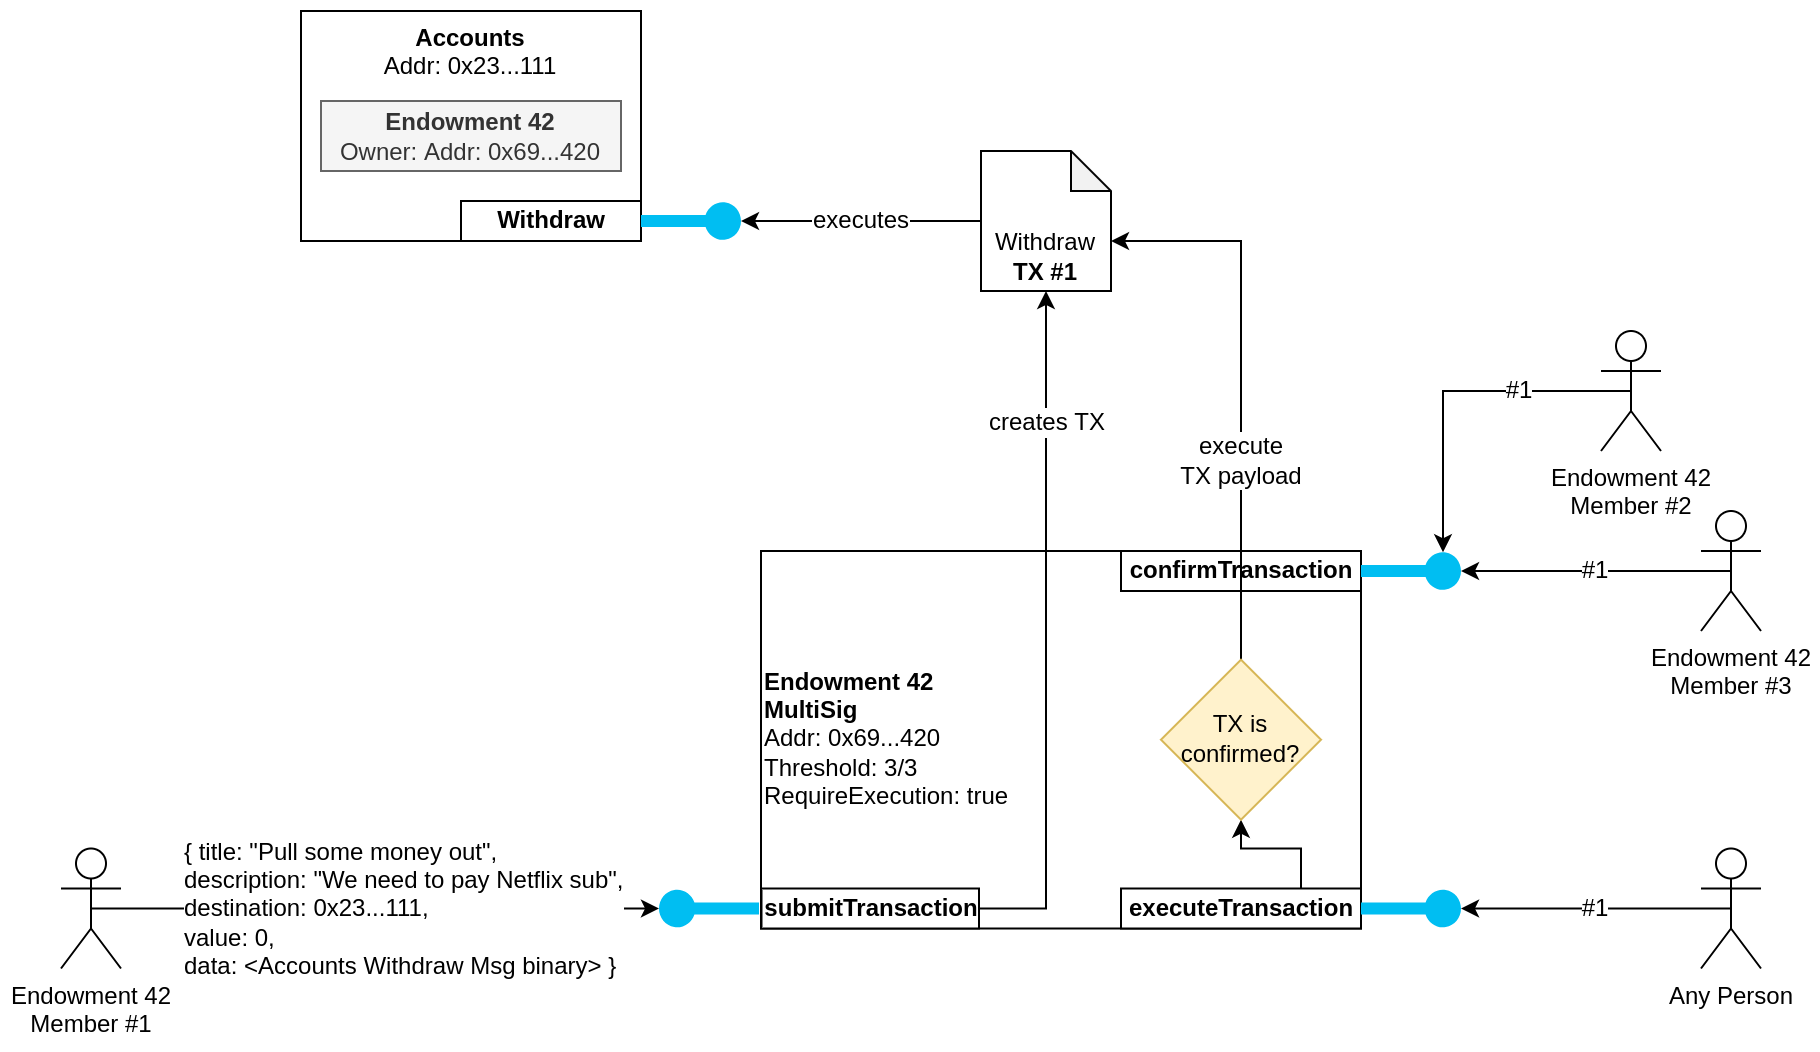 Accounts
Addr: 0x23...111
Endowment 42
Owner: Addr: 0x69...420
Withdraw
executes
Withdraw
TX #1
creates TX
execute
TX payload
#1
Endowment 42
Member #2
confirmTransaction
#1
Endowment 42
Member #3
Endowment 42
MultiSig
Addr: 0x69...420
Threshold: 3/3
RequireExecution: true
TX is
confirmed?
{ title: "Pull some money out",
description: "We need to pay Netflix sub",
destination: 0x23...111,
value: 0,
data: <Accounts Withdraw Msg binary> }
Endowment 42
Member #1
submitTransaction
executeTransaction
#1
Any Person